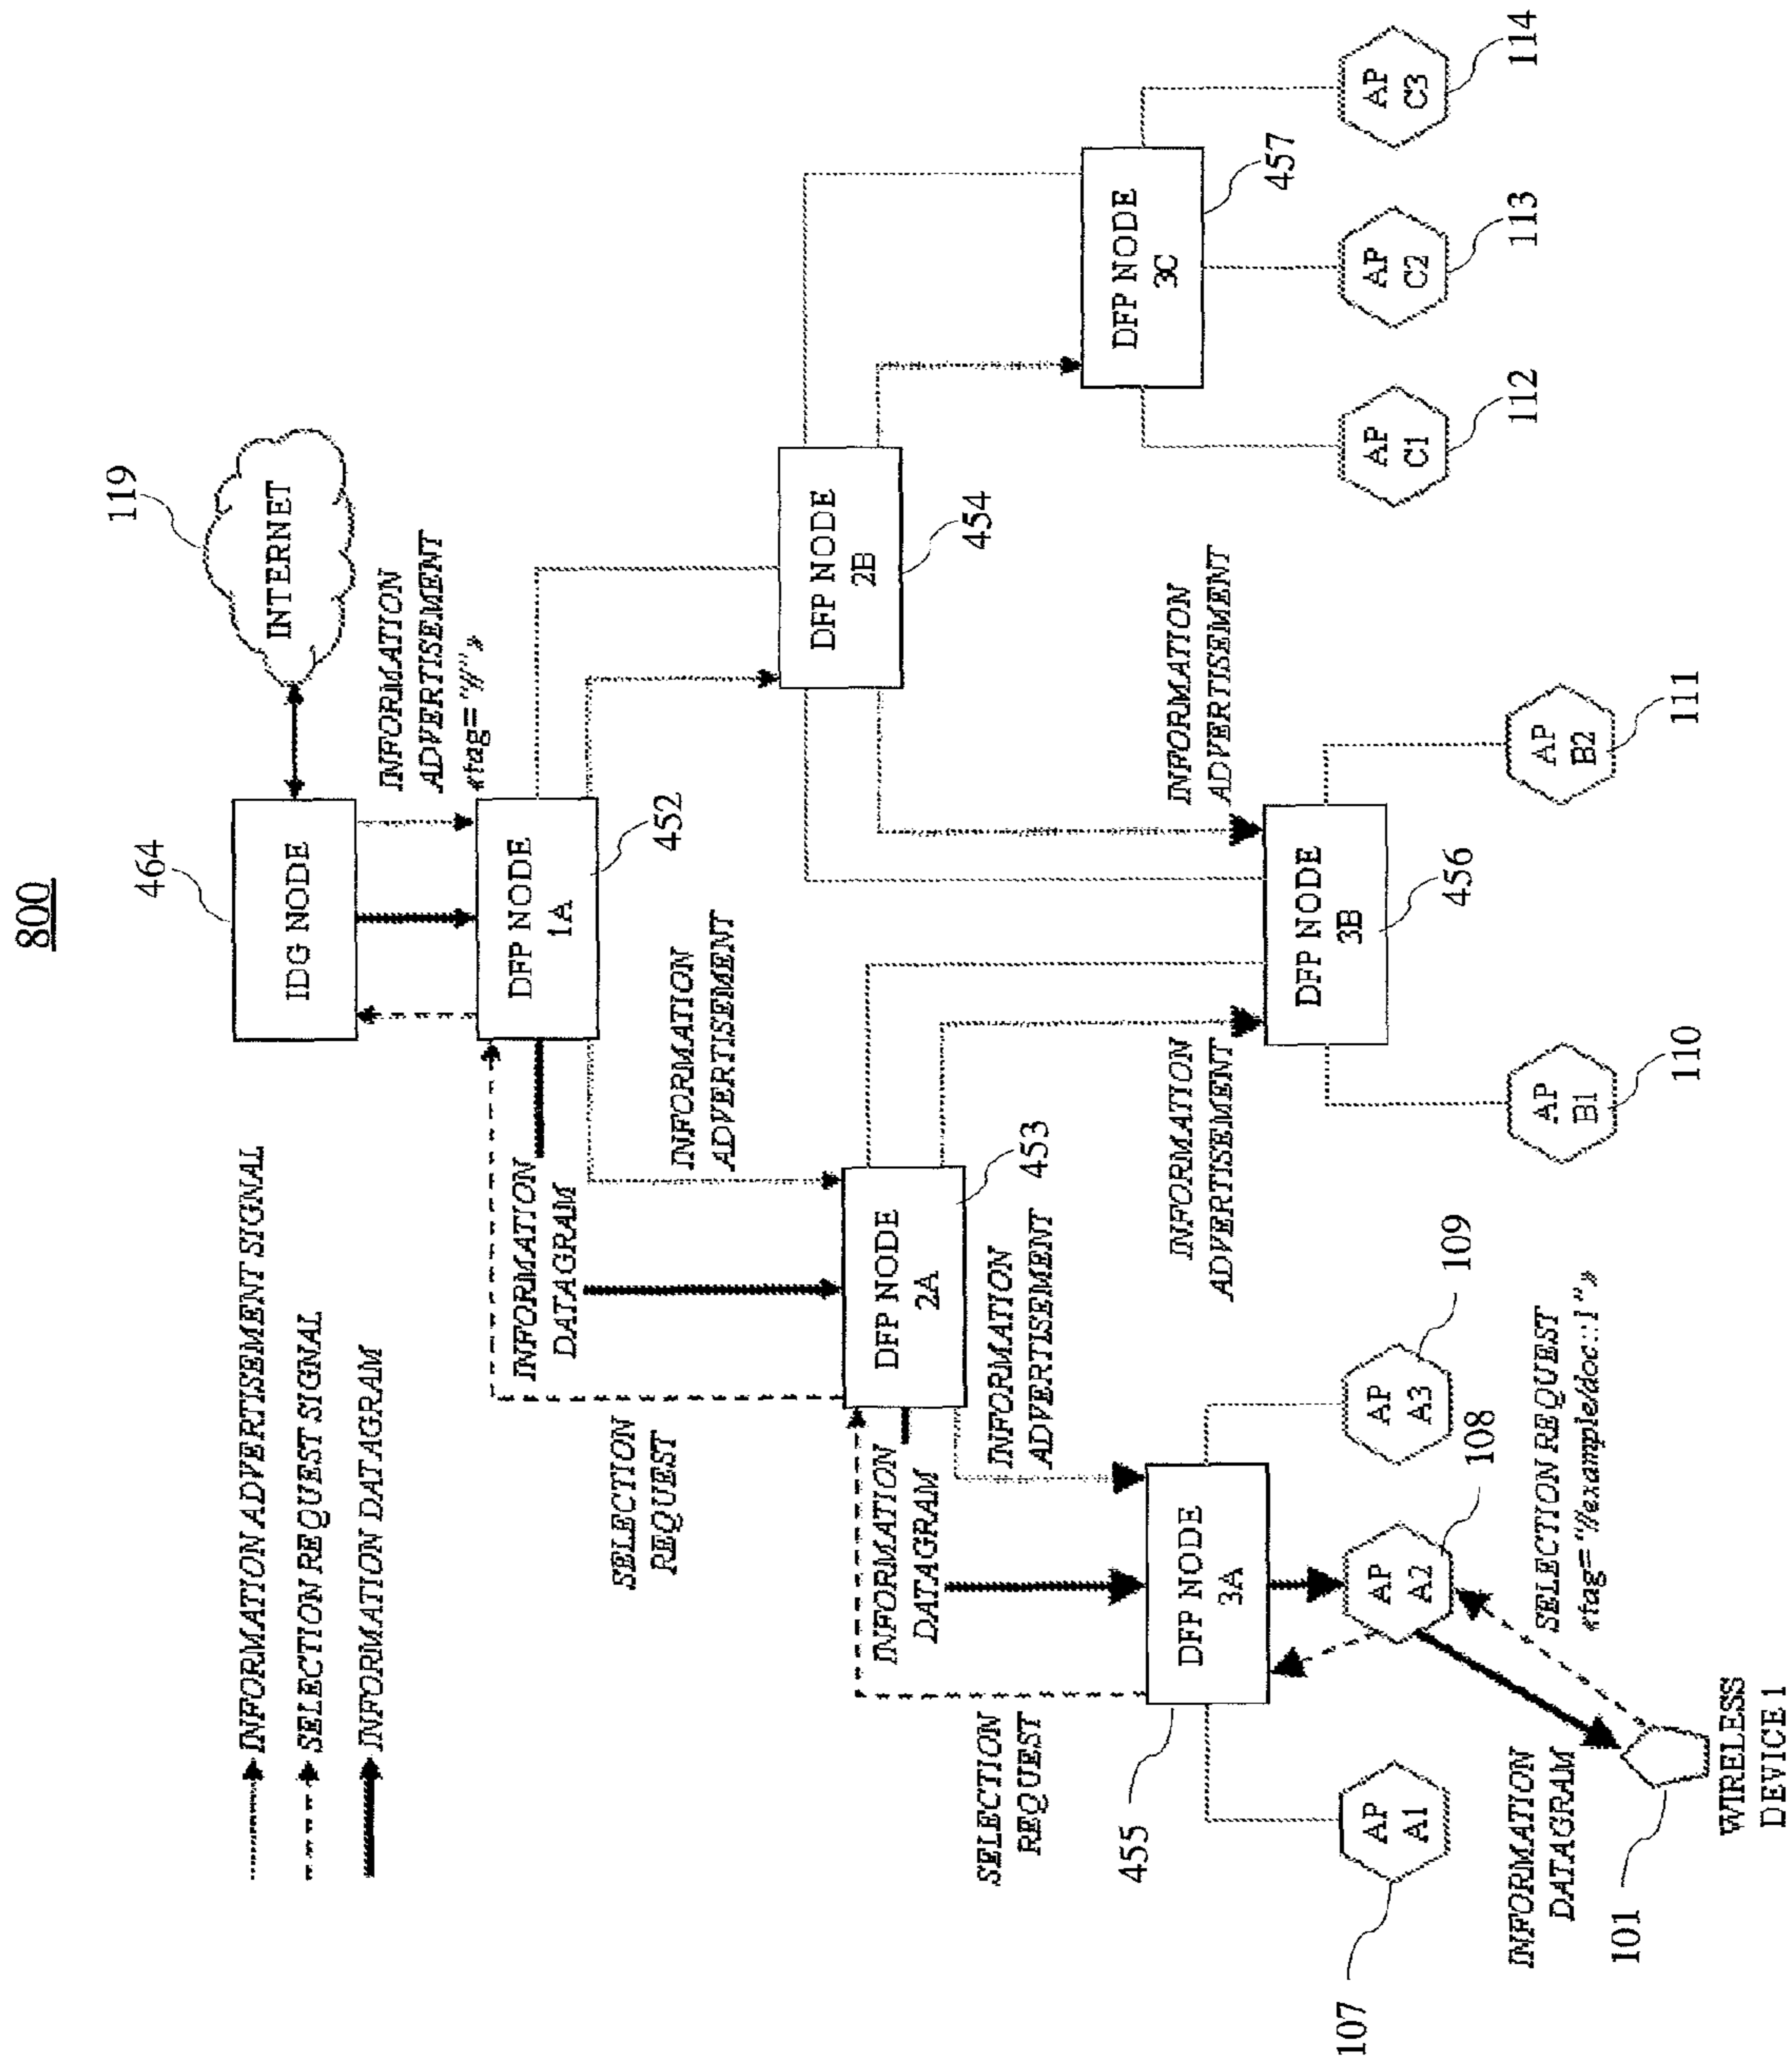 800
INFORMATION ADVERTISEMENT SIGNAL
SELECTION REQUEST SIGNAL
INFORMATION DATAGRAM
119
INTERNET
464
IDG NODE
INFORMATION
ADVERTISEMENT
«tag="//"»
DFP NODE
1A
452
INFORMATION
DATAGRAM
INFORMATION
ADVERTISEMENT
SELECTION
REQUEST
DFP NODE
2B
454
DFP NODE
2A
453
INFORMATION
DATAGRAM
INFORMATION
ADVERTISEMENT
SELECTION
REQUEST
INFORMATION
ADVERTISEMENT
INFORMATION
ADVERTISEMENT
DFP NODE
3A
455
DFP NODE
3B
456
DFP NODE
3C
457
AP
A1
107
AP
A2
108
AP
A3
109
AP
B1
110
AP
B2
111
AP
C1
112
AP
C2
113
AP
C3
114
SELECTION REQUEST
«tag="//example/doc::1"»
INFORMATION
DATAGRAM
101
WIRELESS
DEVICE 1